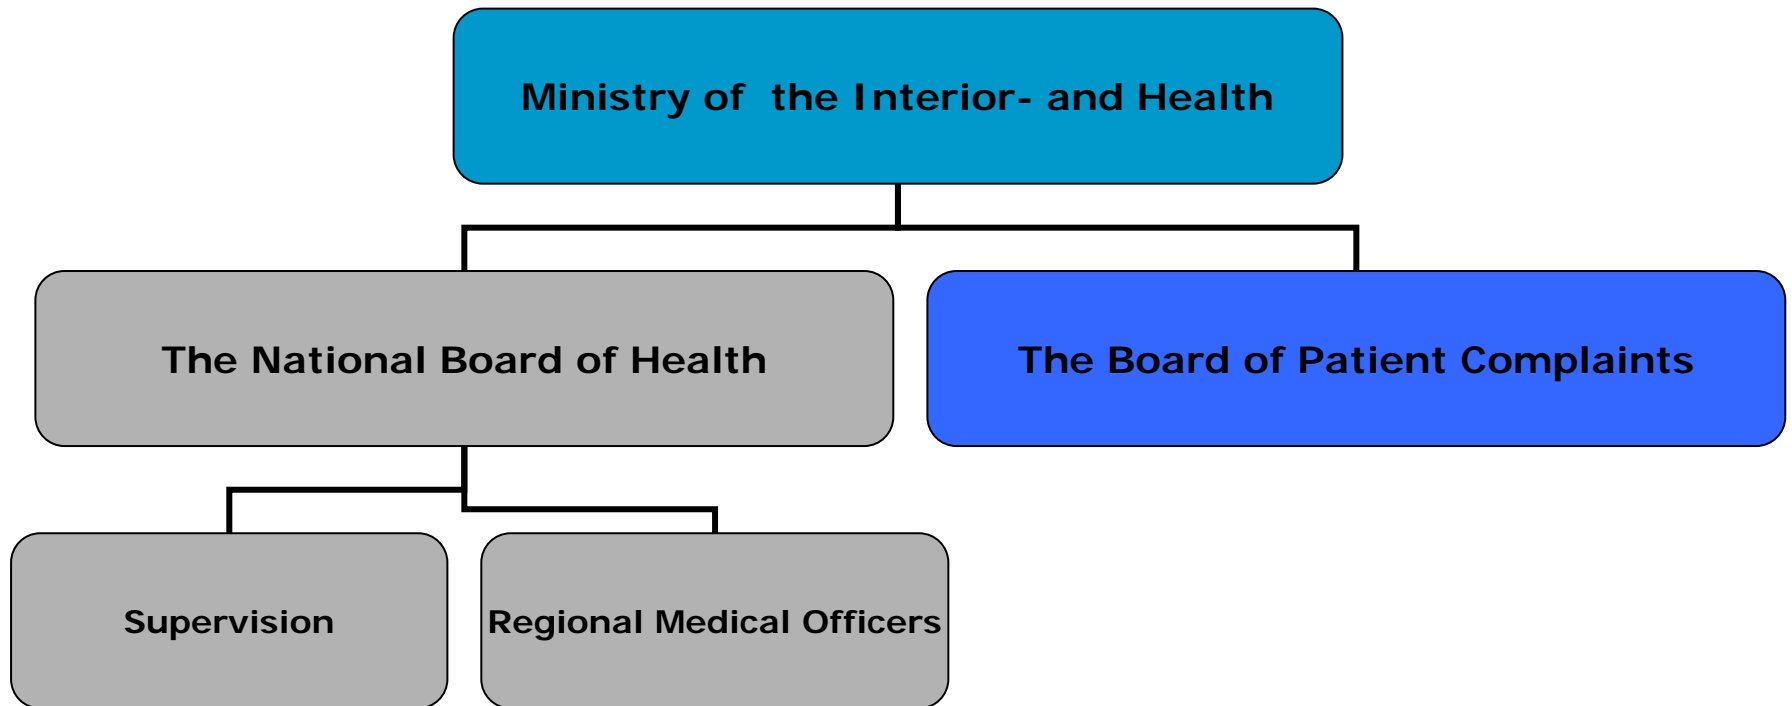 Ministry of the Interior- and Health
The National Board of Health
The Board of Patient Complaints
Supervision
Regional Medical Officers